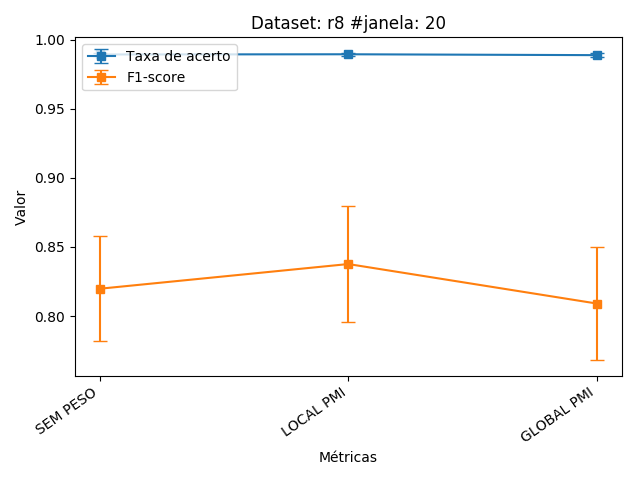 Dataset: r8 #janela: 20
1.00
0.95
0.90
0.85
0.80
Valor
Taxa de acerto
F1-score
SEM PESO
LOCAL PMI
GLOBAL PMI
Métricas